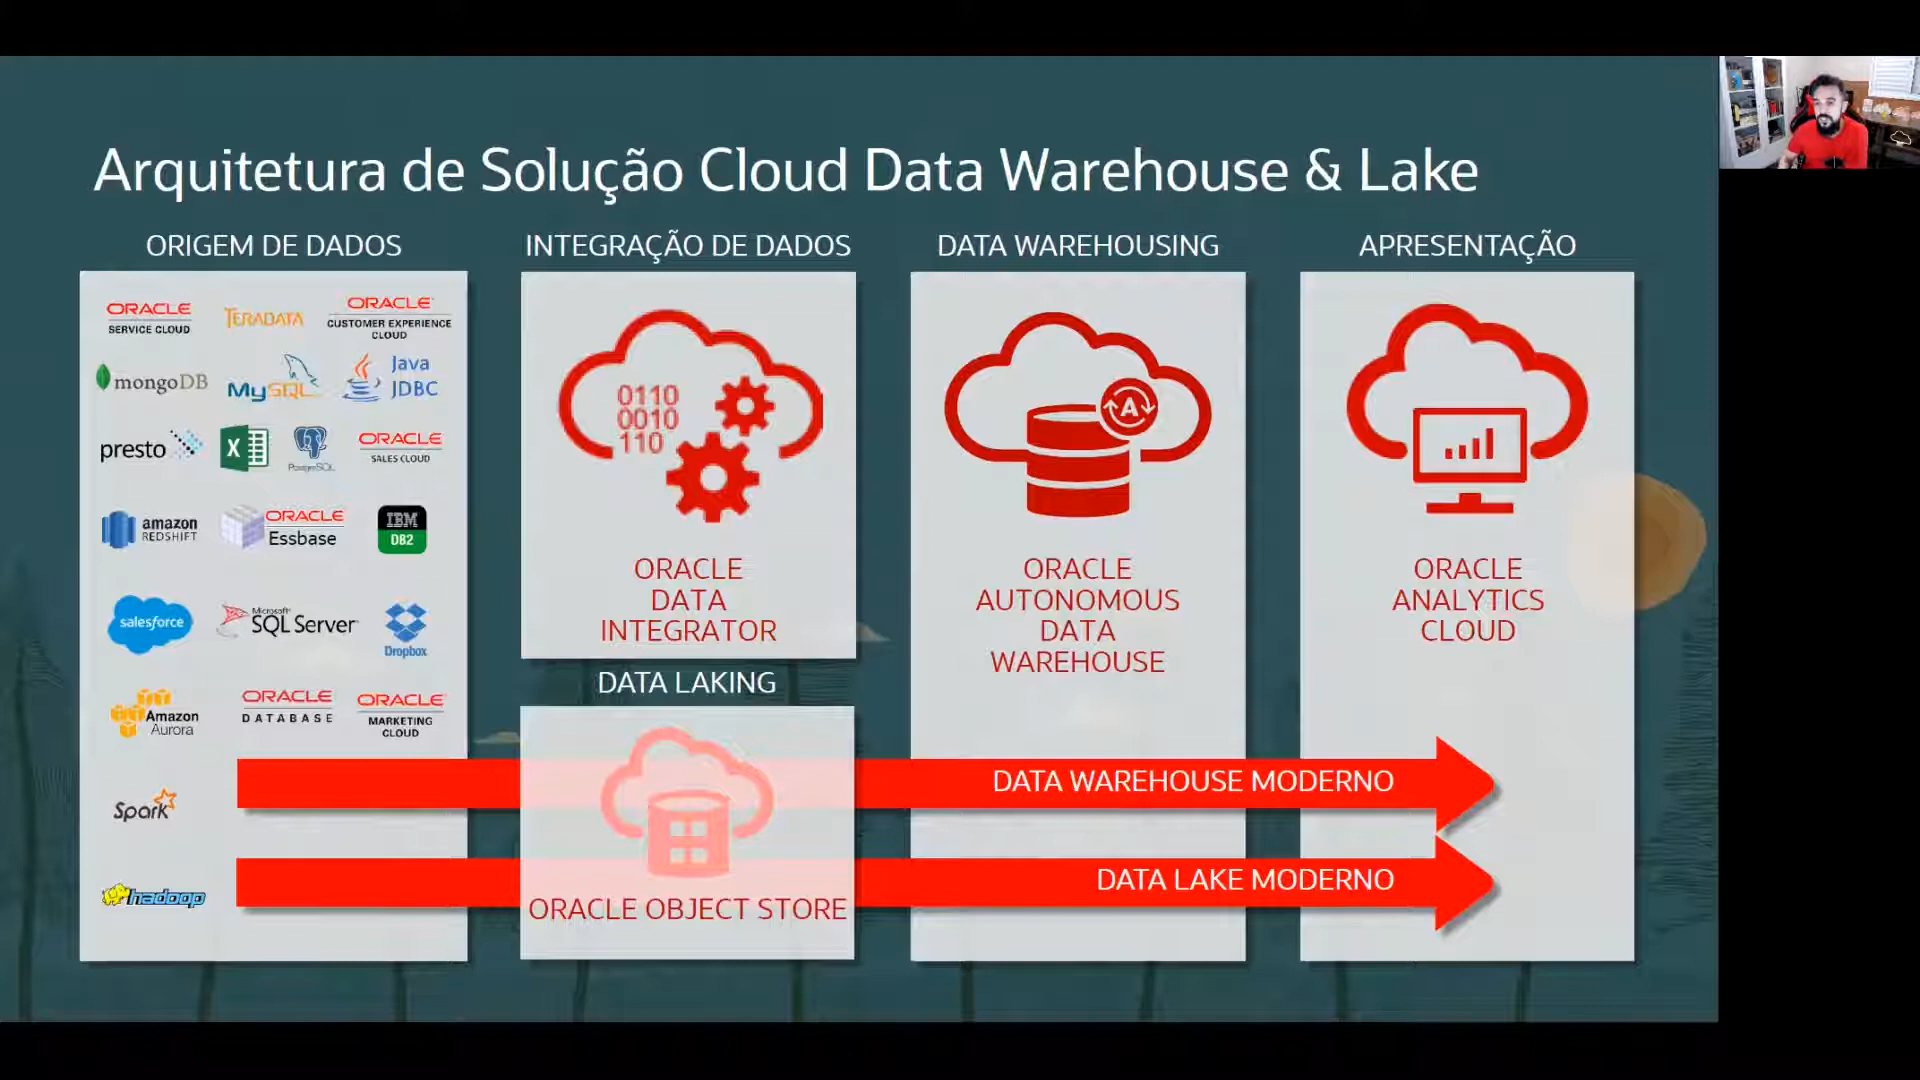 Arquitetura de Solução Cloud Data Warehouse & Lake
ORIGEM DE DADOS
ORACLE
SERVICE CLOUD
TERADATA
ORACLE
CUSTOMER EXPERIENCE
CLOUD
mongoDB
MySQL
Java
JDBC
presto
X
PostgreSQL
ORACLE
SALES CLOUD
amazon
REDSHIFT
ORACLE
Essbase
IBM
DB2
salesforce
Microsoft
SQL Server
Dropbox
Amazon
Aurora
ORACLE
DATABASE
ORACLE
MARKETING
CLOUD
Spark
hadoop
INTEGRAÇÃO DE DADOS
0110
0010
110
ORACLE
DATA
INTEGRATOR
DATA LAKING
ORACLE OBJECT STORE
DATA WAREHOUSING
A
ORACLE
AUTONOMOUS
DATA
WAREHOUSE
APRESENTAÇÃO
ORACLE
ANALYTICS
CLOUD
DATA WAREHOUSE MODERNO
DATA LAKE MODERNO